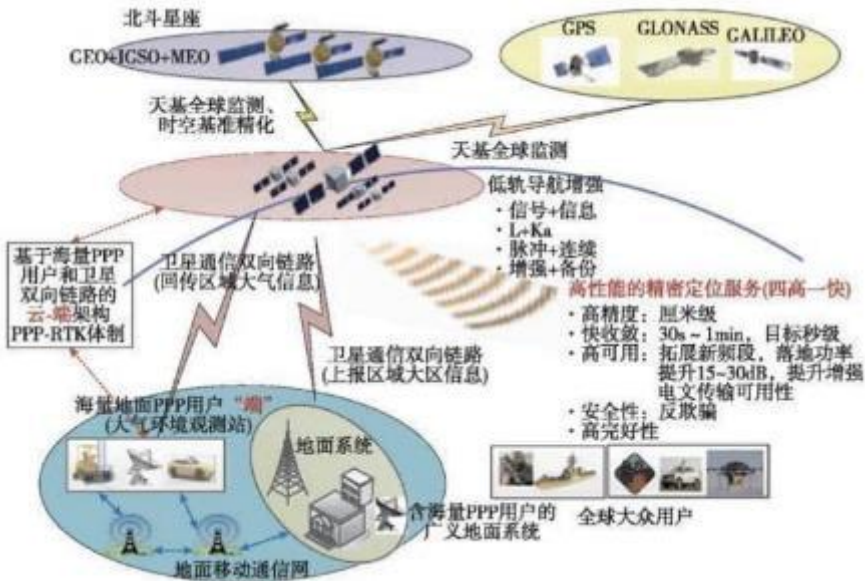 北斗星座
GEO+IGSO+MEO
GPS
GLONASS
GALILEO
天基全球监测、
时空基准精化
天基全球监测
低轨导航增强
·信号+信息
·L+Ka
·脉冲+连续
·增强+备份
基于海量PPP
用户和卫星
双向链路的
云-端架构
PPP-RTK体制
卫星通信双向链路
(回传区域大气信息)
高性能的精密定位服务(四高一快)
·高精度：厘米级
·快收敛：30s~1min，目标秒级
·高可用：拓展新频段，落地功率
提升15~30dB，提升增强
电文传输可用性
·安全性：反欺骗
·高完好性
卫星通信双向链路
(上报区域大区信息)
海量地面PPP用户“端”
(大气环境观测站)
地面系统
含海量PPP用户的
广义地面系统
全球大众用户
地面移动通信网